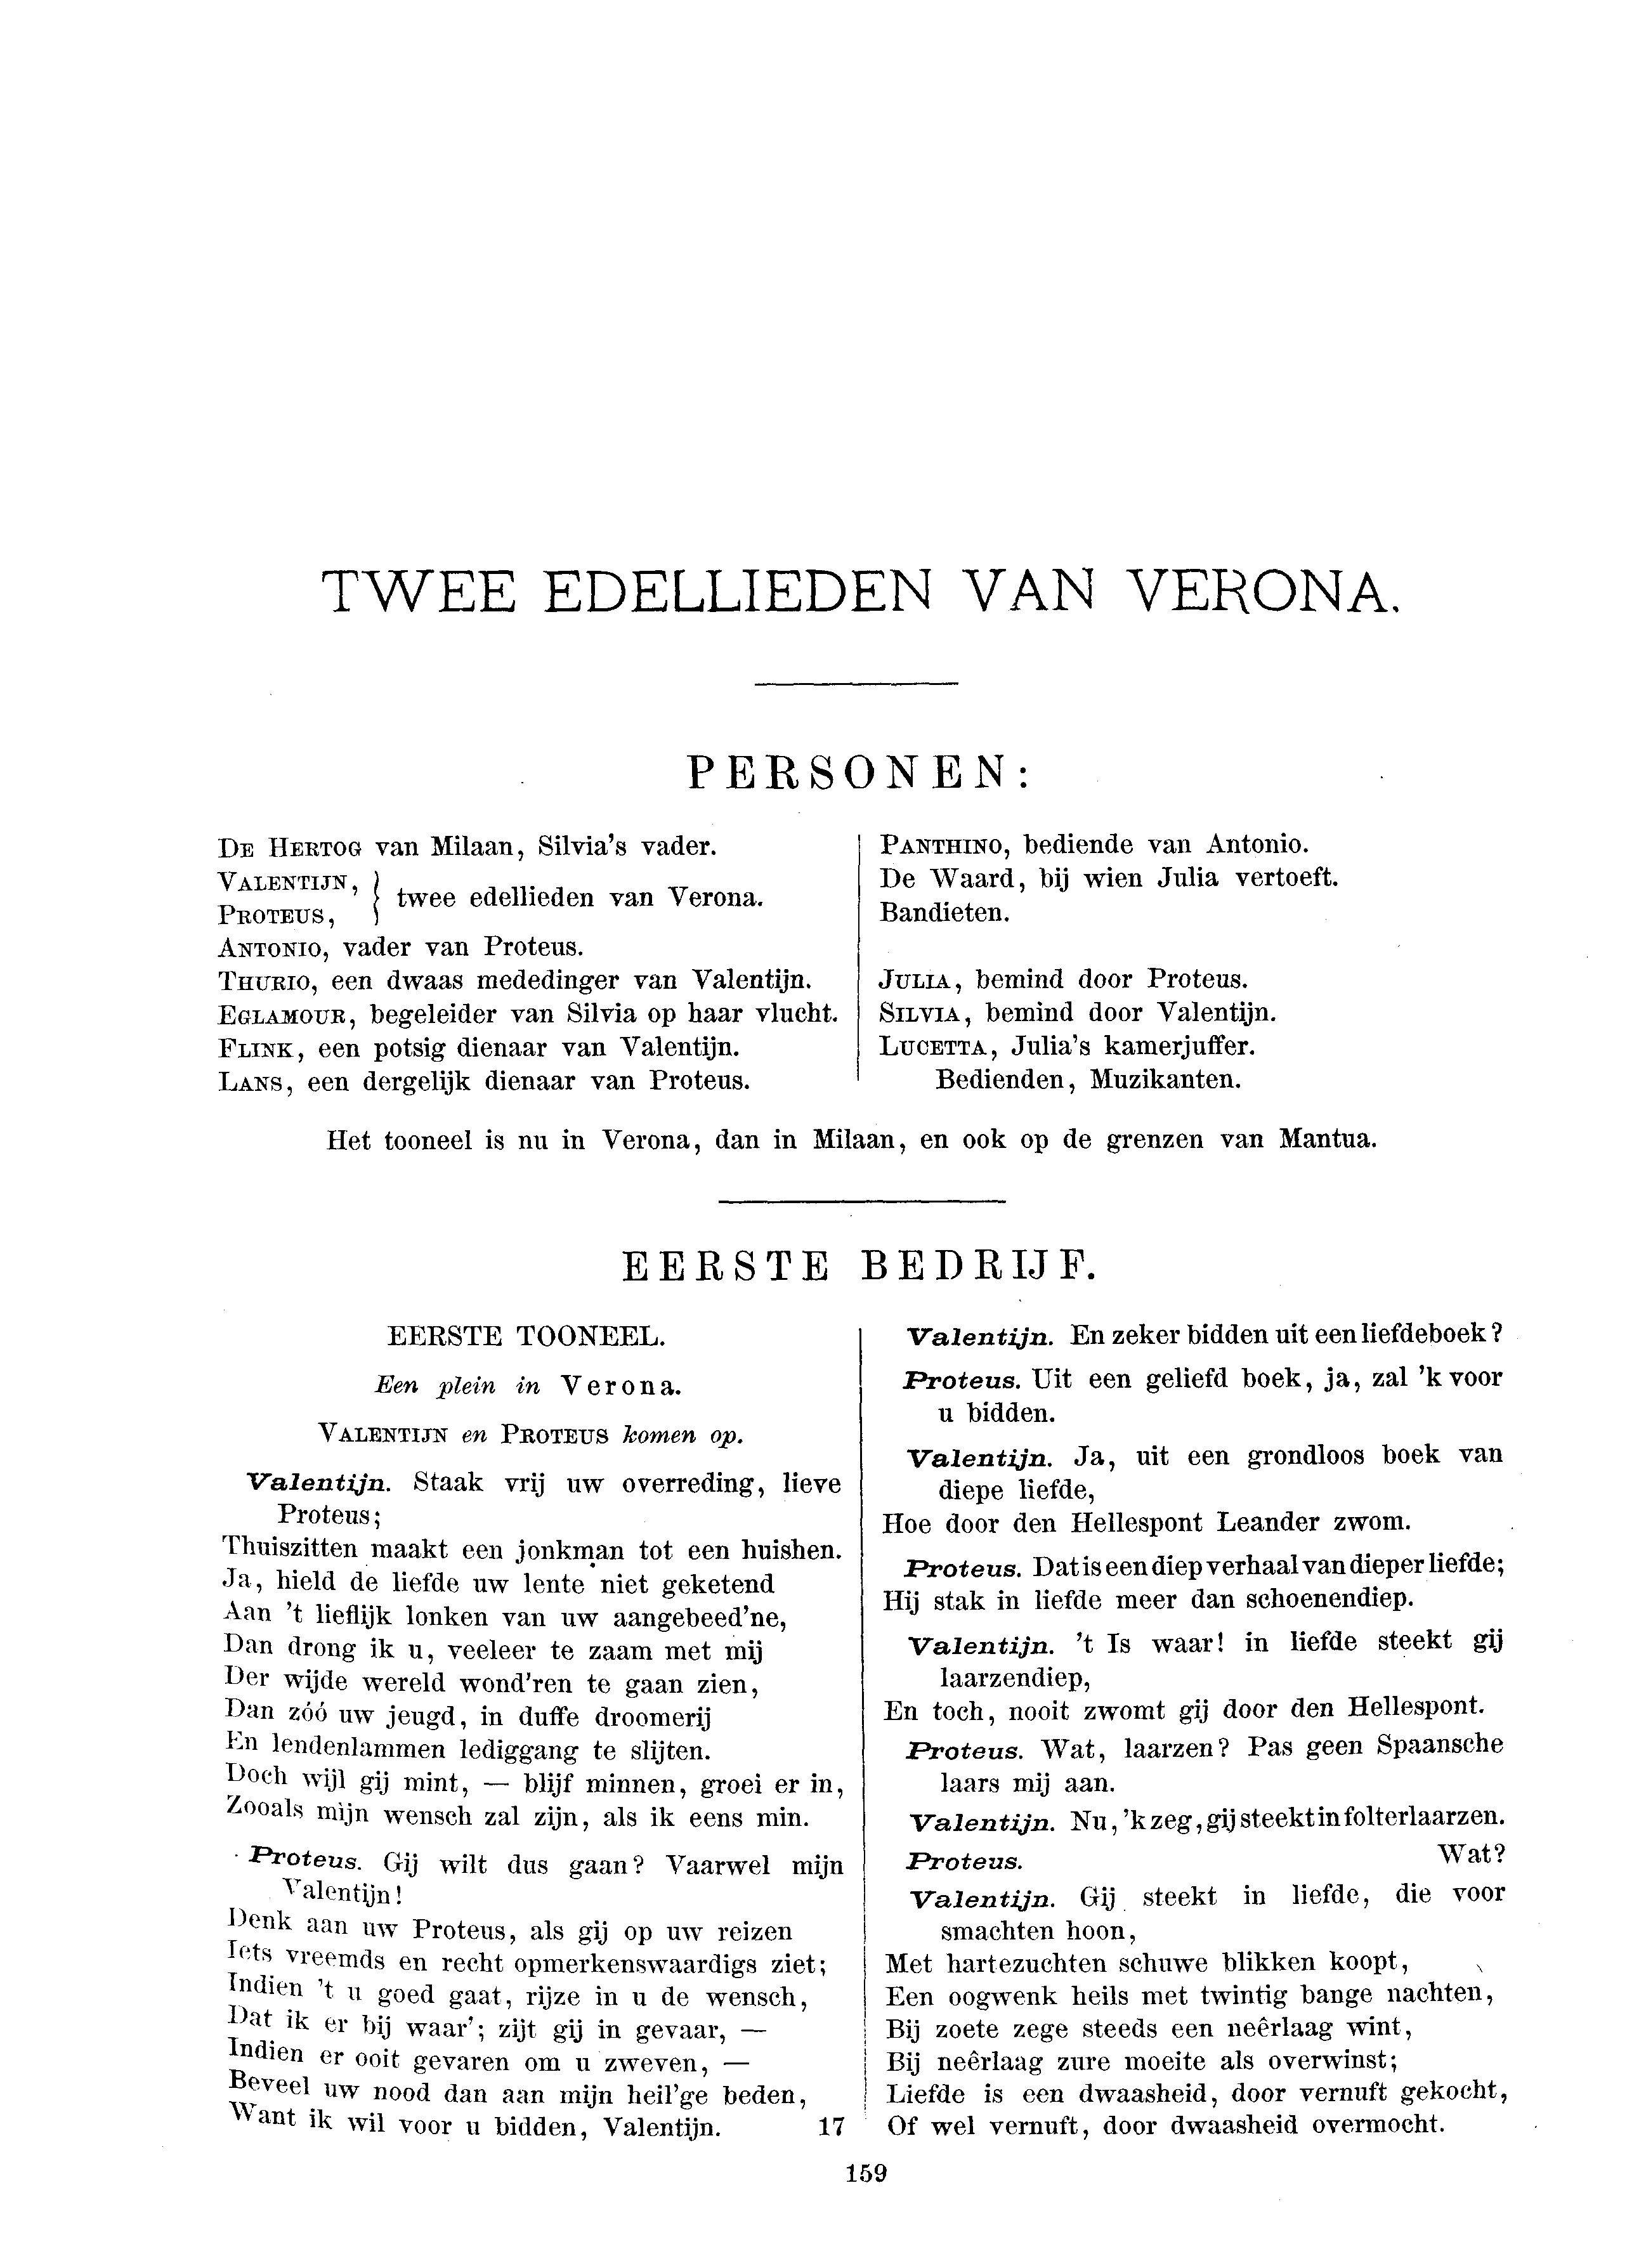 TWEE EDELLIEDEN VAN VERONA.
PERSONEN:
DE HERTOG van Milaan, Silvia's vader.
VALENTIJN,
PROTEUS,
} twee edellieden van Verona.
ANTONIO, vader van Proteus.
THURIO, een dwaas mededinger van Valentijn.
EGLAMOUR, begeleider van Silvia op haar vlucht.
FLINK, een potsig dienaar van Valentijn.
LANS, een dergelijk dienaar van Proteus.
PANTHINO, bediende van Antonio.
De Waard, bij wien Julia vertoeft.
Bandieten.
JULIA, bemind door Proteus.
SILVIA, bemind door Valentijn.
LUCETTA, Julia's kamerjuffer.
Bedienden, Muzikanten.
Het tooneel is nu in Verona, dan in Milaan, en ook op de grenzen van Mantua.
EERSTE BEDRIJF.
EERSTE TOONEEL.
Een plein in Verona.
VALENTIJN en PROTEUS komen op.
Valentijn. Staak vrij uw overreding, lieve
Proteus;
Thuiszitten maakt een jonkman tot een huishen.
Ja, hield de liefde uw lente niet geketend
Aan 't lieflijk lonken van uw aangebeed'ne,
Dan drong ik u, veeleer te zaam met mij
Der wijde wereld wond'ren te gaan zien,
Dan zóó uw jeugd, in duffe droomerij
En lendenlammen lediggang te slijten.
Doch wijl gij mint, — blijf minnen, groei er in,
Zooals mijn wensch zal zijn, als ik eens min.
Proteus. Gij wilt dus gaan? Vaarwel mijn
Valentijn!
Denk aan uw Proteus, als gij op uw reizen
Iets vreemds en recht opmerkenswaardigs ziet;
Indien 't u goed gaat, rijze in u de wensch,
Dat ik er bij waar'; zijt gij in gevaar, —
Indien er ooit gevaren om u zweven, —
Beveel uw nood dan aan mijn heil'ge beden,
Want ik wil voor u bidden, Valentijn. 17
Valentijn. En zeker bidden uit een liefdeboek?
Proteus. Uit een geliefd boek, ja, zal 'k voor
u bidden.
Valentijn. Ja, uit een grondloos boek van
diepe liefde,
Hoe door den Hellespont Leander zwom.
Proteus. Dat is een diep verhaal van dieper liefde;
Hij stak in liefde meer dan schoenendiep.
Valentijn. 't Is waar! in liefde steekt gij
laarzendiep,
En toch, nooit zwomt gij door den Hellespont.
Proteus. Wat, laarzen? Pas geen Spaansche
laars mij aan.
Valentijn. Nu, 'k zeg, gij steekt in folterlaarzen.
Proteus. Wat?
Valentijn. Gij steekt in liefde, die voor
smachten hoon,
Met hartezuchten schuwe blikken koopt,
Een oogwenk heils met twintig bange nachten,
Bij zoete zege steeds een neêrlaag wint,
Bij neêrlaag zure moeite als overwinst;
Liefde is een dwaasheid, door vernuft gekocht,
Of wel vernuft, door dwaasheid overmocht.
159